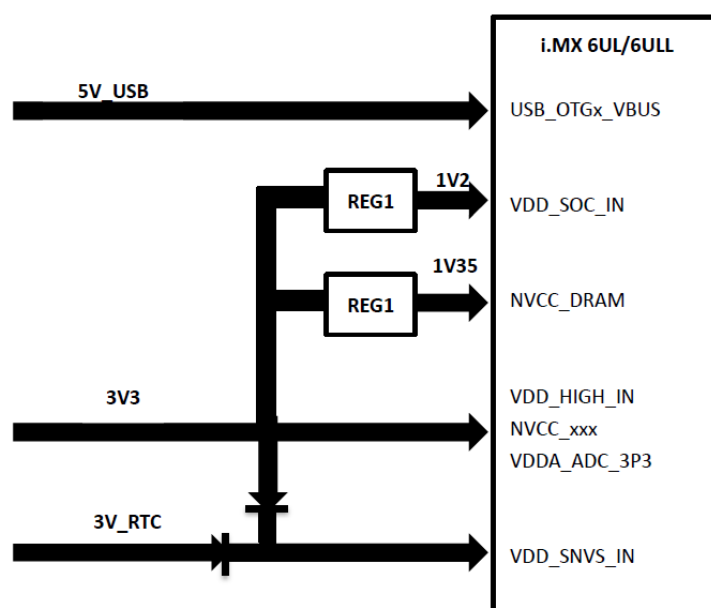 i.MX 6UL/6ULL
5V_USB
USB_OTGx_VBUS
1V2
REG1
VDD_SOC_IN
1V35
REG1
NVCC_DRAM
3V3
VDD_HIGH_IN
NVCC_xxx
VDDA_ADC_3P3
3V_RTC
VDD_SNVS_IN